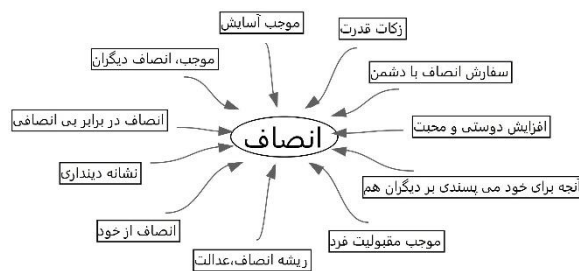 موجب آسایش
زکات قدرت
موجب، انصاف دیگران
سفارش انصاف با دشمن
انصاف در برابر بی انصافی
انصاف
افزایش دوستی و محبت
نشانه دینداری
آنچه برای خود می پسندی بر دیگران هم
انصاف از خود
موجب مقبولیت فرد
ریشه انصاف،عدالت